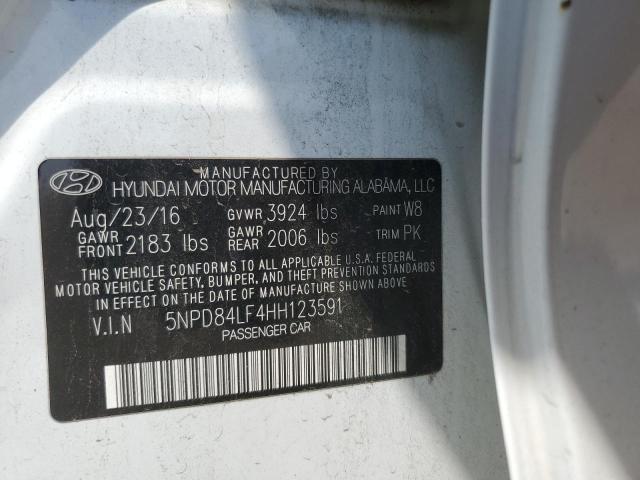 MANUFACTURED BY
HYUNDAI MOTOR MANUFACTURING ALABAMA, LLC
Aug/23/16 GVWR 3924 lbs PAINT W8
GAWR FRONT 2183 lbs GAWR REAR 2006 lbs TRIM PK
THIS VEHICLE CONFORMS TO ALL APPLICABLE U.S.A. FEDERAL
MOTOR VEHICLE SAFETY, BUMPER, AND THEFT PREVENTION STANDARDS
IN EFFECT ON THE DATE OF MANUFACTURE SHOWN ABOVE.
V.I.N 5NPD84LF4HH123591
PASSENGER CAR